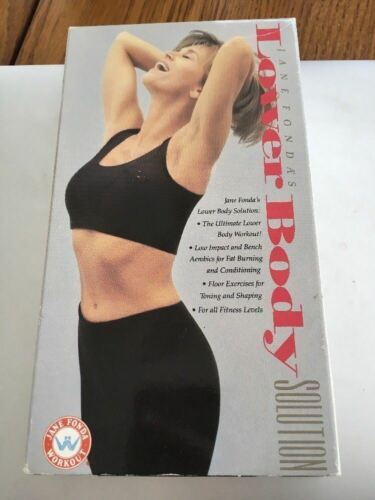 JANE FONDA'S
Lower Body
SOLUTION
Jane Fonda's
Lower Body Solution:
• The Ultimate Lower
Body Workout!
• Low Impact and Bench
Aerobics for Fat Burning
and Conditioning
• Floor Exercises for
Toning and Shaping
• For all Fitness Levels
JANE FONDA
WORKOUT